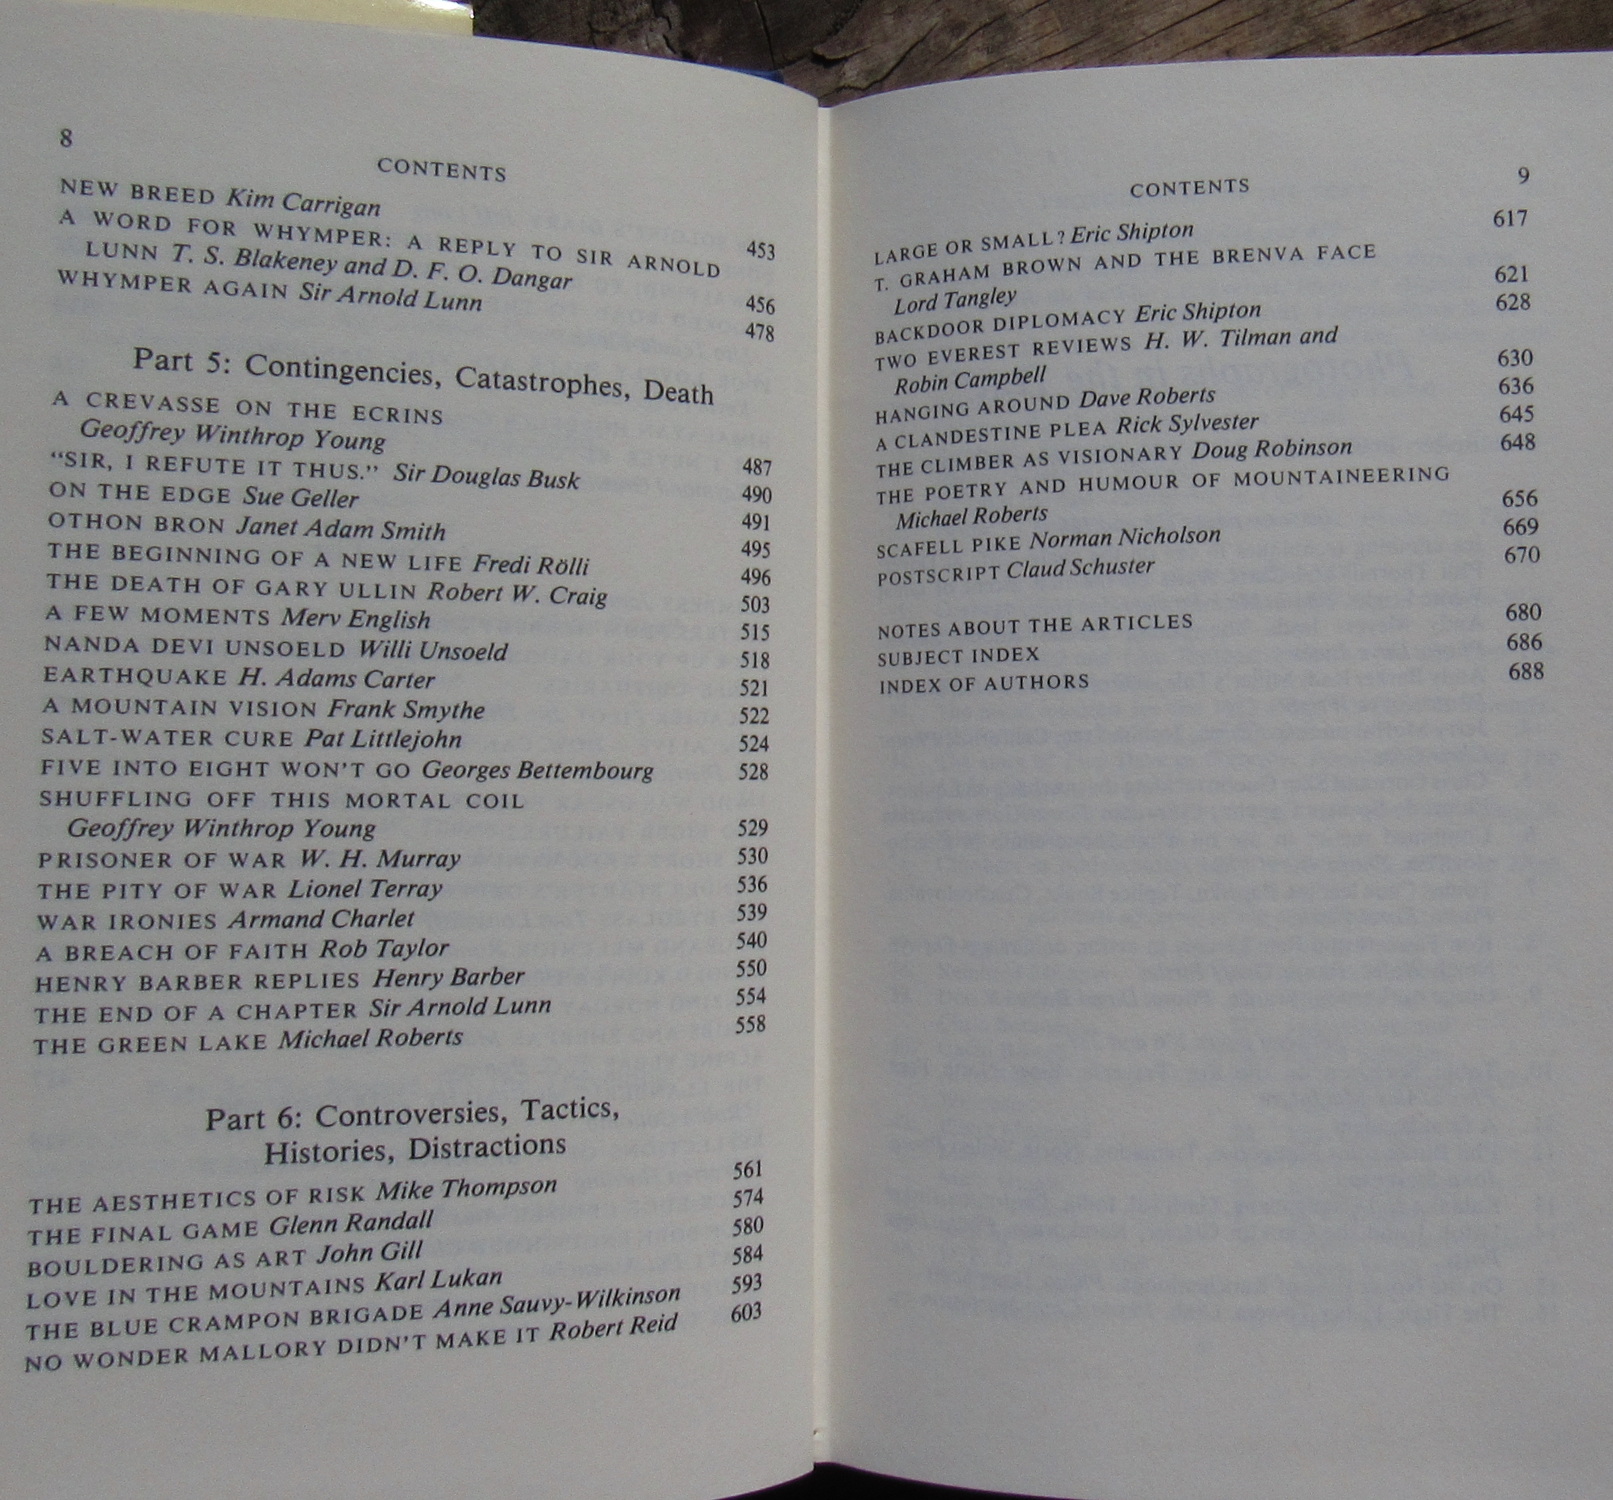 8
CONTENTS
NEW BREED Kim Carrigan 453
A WORD FOR WHYMPER: A REPLY TO SIR ARNOLD
LUNN T. S. Blakeney and D. F. O. Dangar 456
WHYMPER AGAIN Sir Arnold Lunn 478
Part 5: Contingencies, Catastrophes, Death
A CREVASSE ON THE ECRINS
Geoffrey Winthrop Young 487
“SIR, I REFUTE IT THUS.” Sir Douglas Busk 490
ON THE EDGE Sue Geller 491
OTHON BRON Janet Adam Smith 495
THE BEGINNING OF A NEW LIFE Fredi Rölli 496
THE DEATH OF GARY ULLIN Robert W. Craig 503
A FEW MOMENTS Merv English 515
NANDA DEVI UNSOELD Willi Unsoeld 518
EARTHQUAKE H. Adams Carter 521
A MOUNTAIN VISION Frank Smythe 522
SALT-WATER CURE Pat Littlejohn 524
FIVE INTO EIGHT WON’T GO Georges Bettembourg 528
SHUFFLING OFF THIS MORTAL COIL
Geoffrey Winthrop Young 529
PRISONER OF WAR W. H. Murray 530
THE PITY OF WAR Lionel Terray 536
WAR IRONIES Armand Charlet 539
A BREACH OF FAITH Rob Taylor 540
HENRY BARBER REPLIES Henry Barber 550
THE END OF A CHAPTER Sir Arnold Lunn 554
THE GREEN LAKE Michael Roberts 558
Part 6: Controversies, Tactics,
Histories, Distractions
THE AESTHETICS OF RISK Mike Thompson 561
THE FINAL GAME Glenn Randall 574
BOULDERING AS ART John Gill 580
LOVE IN THE MOUNTAINS Karl Lukan 584
THE BLUE CRAMPON BRIGADE Anne Sauvy-Wilkinson 593
NO WONDER MALLORY DIDN’T MAKE IT Robert Reid 603
CONTENTS 9
LARGE OR SMALL? Eric Shipton 617
T. GRAHAM BROWN AND THE BRENVA FACE
Lord Tangley 621
BACKDOOR DIPLOMACY Eric Shipton 628
TWO EVEREST REVIEWS H. W. Tilman and
Robin Campbell 630
HANGING AROUND Dave Roberts 636
A CLANDESTINE PLEA Rick Sylvester 645
THE CLIMBER AS VISIONARY Doug Robinson 648
THE POETRY AND HUMOUR OF MOUNTAINEERING
Michael Roberts 656
SCAFELL PIKE Norman Nicholson 669
POSTSCRIPT Claud Schuster 670
NOTES ABOUT THE ARTICLES 680
SUBJECT INDEX 686
INDEX OF AUTHORS 688